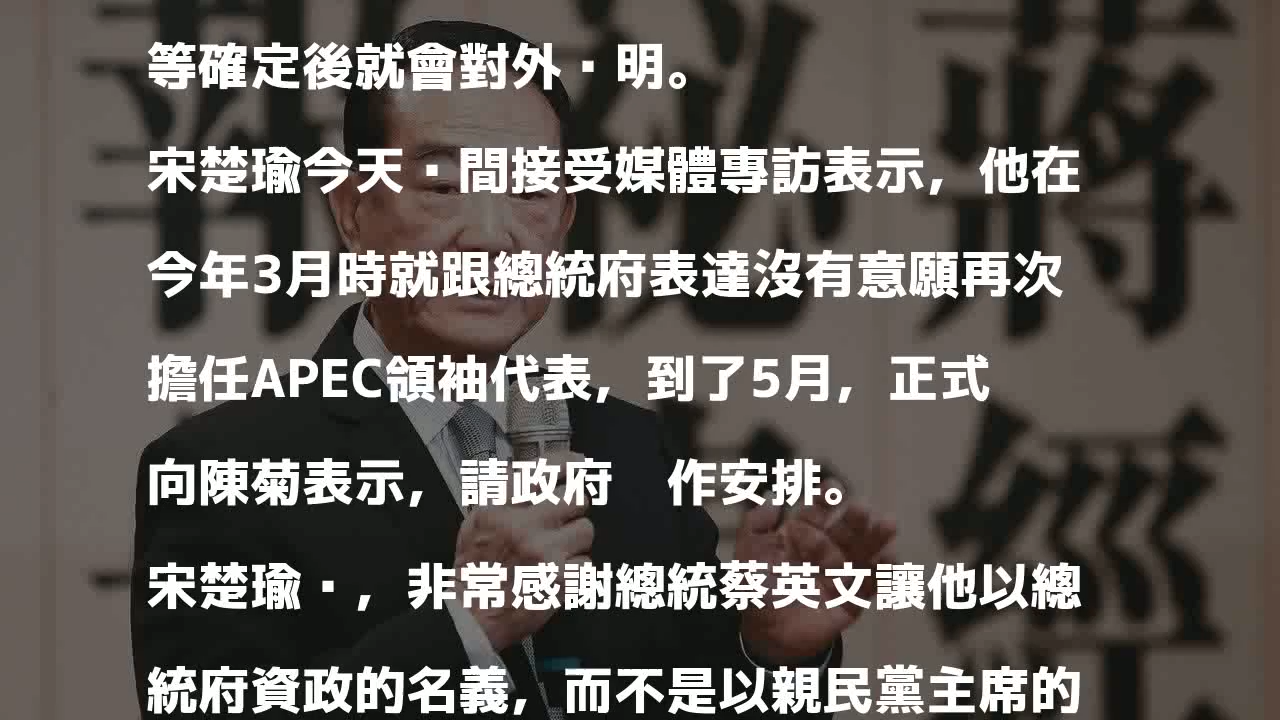 等確定後就會對外▪明。
宋楚瑜今天▪間接受媒體專訪表示，他在
今年3月時就跟總統府表達沒有意願再次
擔任APEC領袖代表，到了5月，正式
向陳菊表示，請政府　作安排。
宋楚瑜▪，非常感謝總統蔡英文讓他以總
統府資政的名義，而不是以親民黨主席的
蔣
經